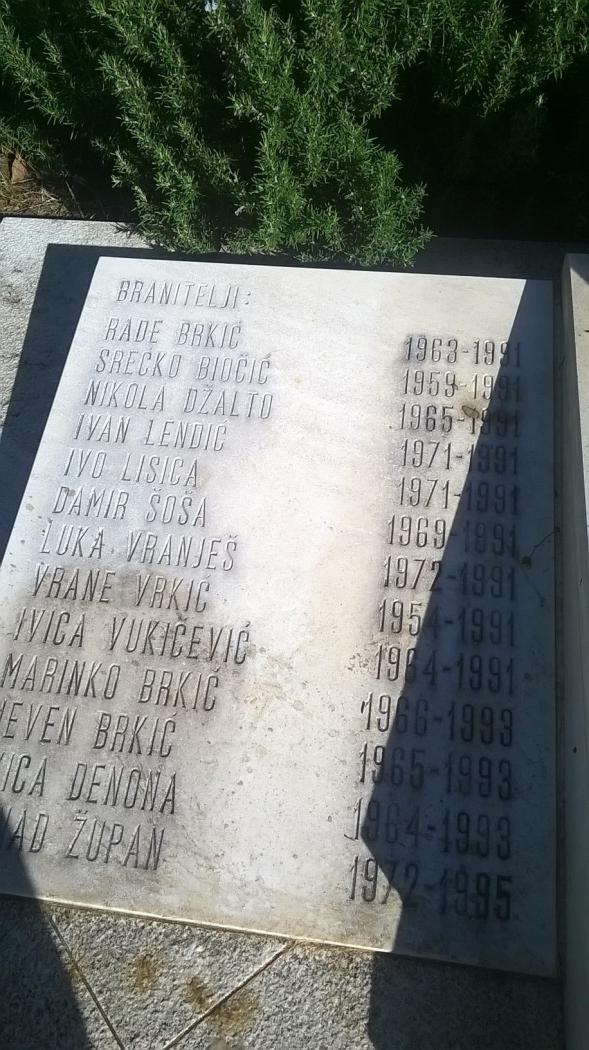 BRANITELJI:
RADE BRKIĆ 1963-1991
SREĆKO BIOČIĆ 1959-1991
NIKOLA DŽALTO 1965-1991
IVAN LENDIĆ 1971-1991
IVO LISICA 1971-1991
DAMIR ŠOŠA 1969-1991
LUKA VRANJEŠ 1972-1991
VRANE VRKIĆ 1954-1991
IVICA VUKIČEVIĆ 1964-1991
MARINKO BRKIĆ 1966-1993
BRKIĆ 1965-1993
DENONA 1964-1993
ŽUPAN 1972-1995